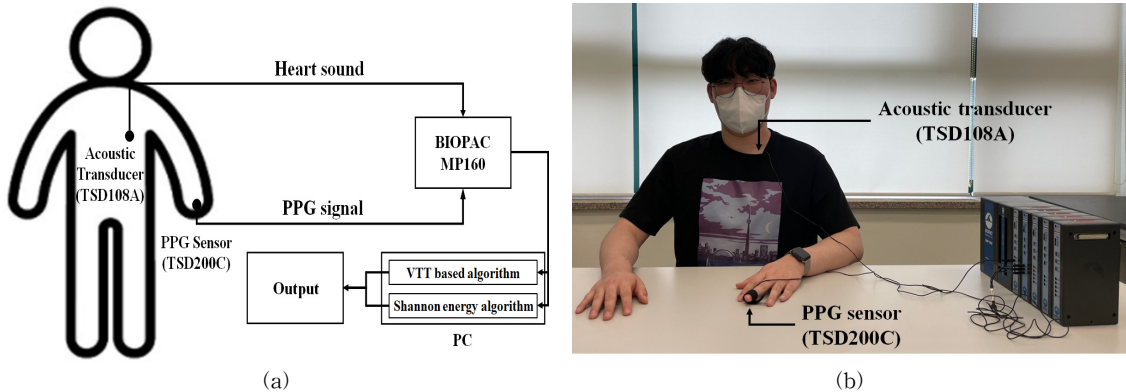 Heart sound
BIOPAC
MP160
Acoustic
Transducer
(TSD108A)
PPG signal
PPG Sensor
(TSD200C)
Output
VTT based algorithm
Shannon energy algorithm
PC
(a)
Acoustic transducer
(TSD108A)
PPG sensor
(TSD200C)
(b)